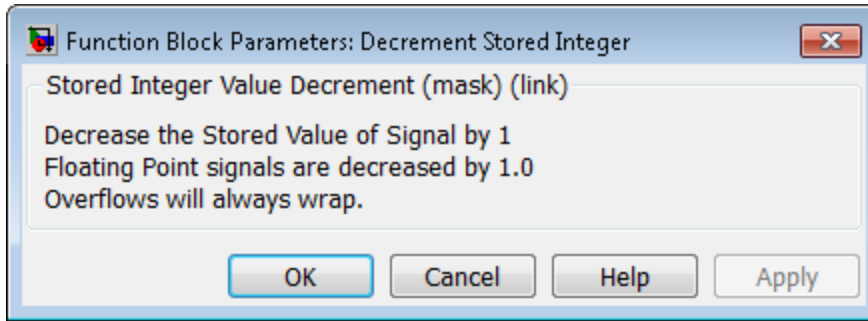 Function Block Parameters: Decrement Stored Integer
Stored Integer Value Decrement (mask) (link)
Decrease the Stored Value of Signal by 1
Floating Point signals are decreased by 1.0
Overflows will always wrap.
OK Cancel Help Apply